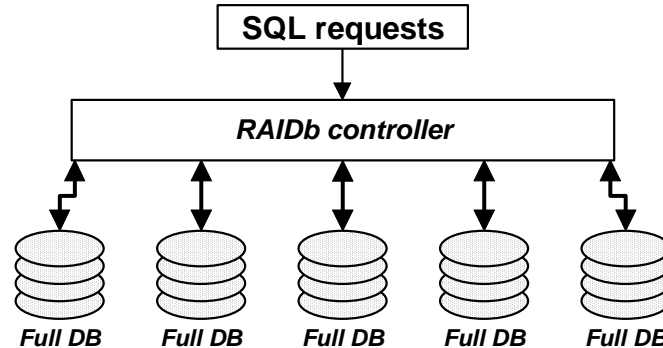 SQL requests
RAIDb controller
Full DB Full DB Full DB Full DB Full DB